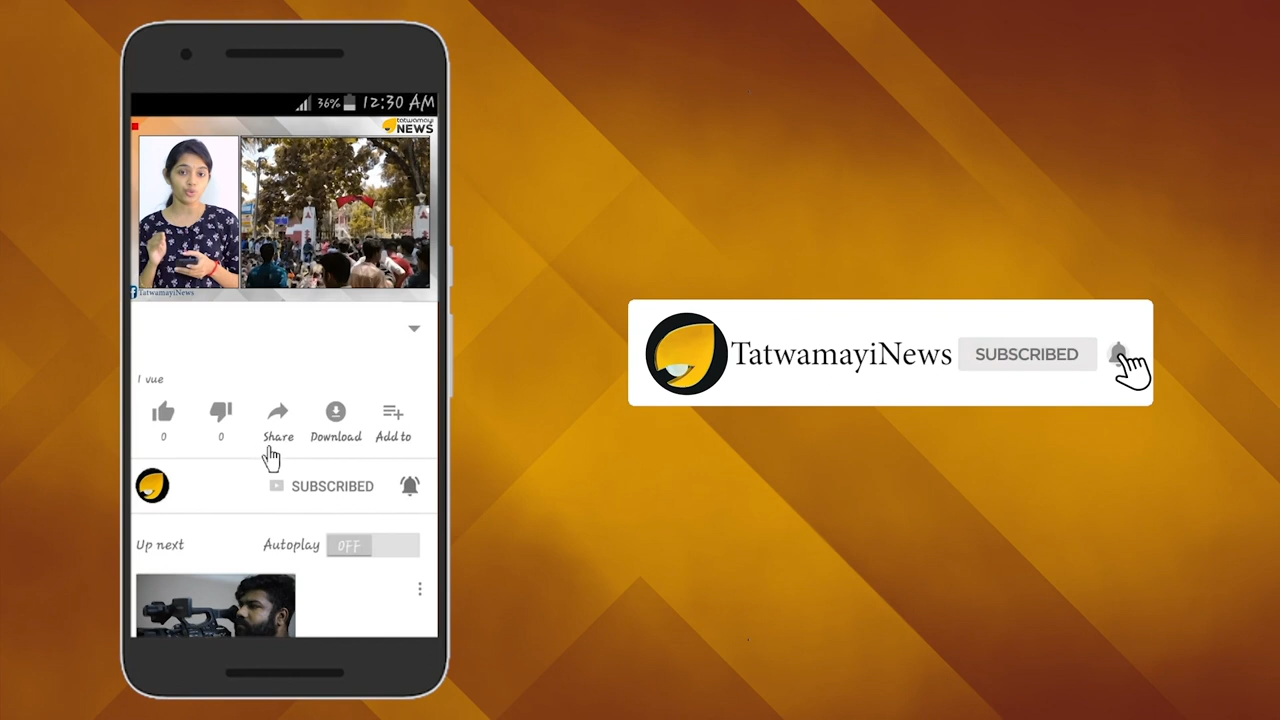 36% 12:30 AM
tatwamayi
NEWS
TatwamayiNews
1 vue
0 0 Share Download Add to
SUBSCRIBED
Up next Autoplay OFF
TatwamayiNews SUBSCRIBED